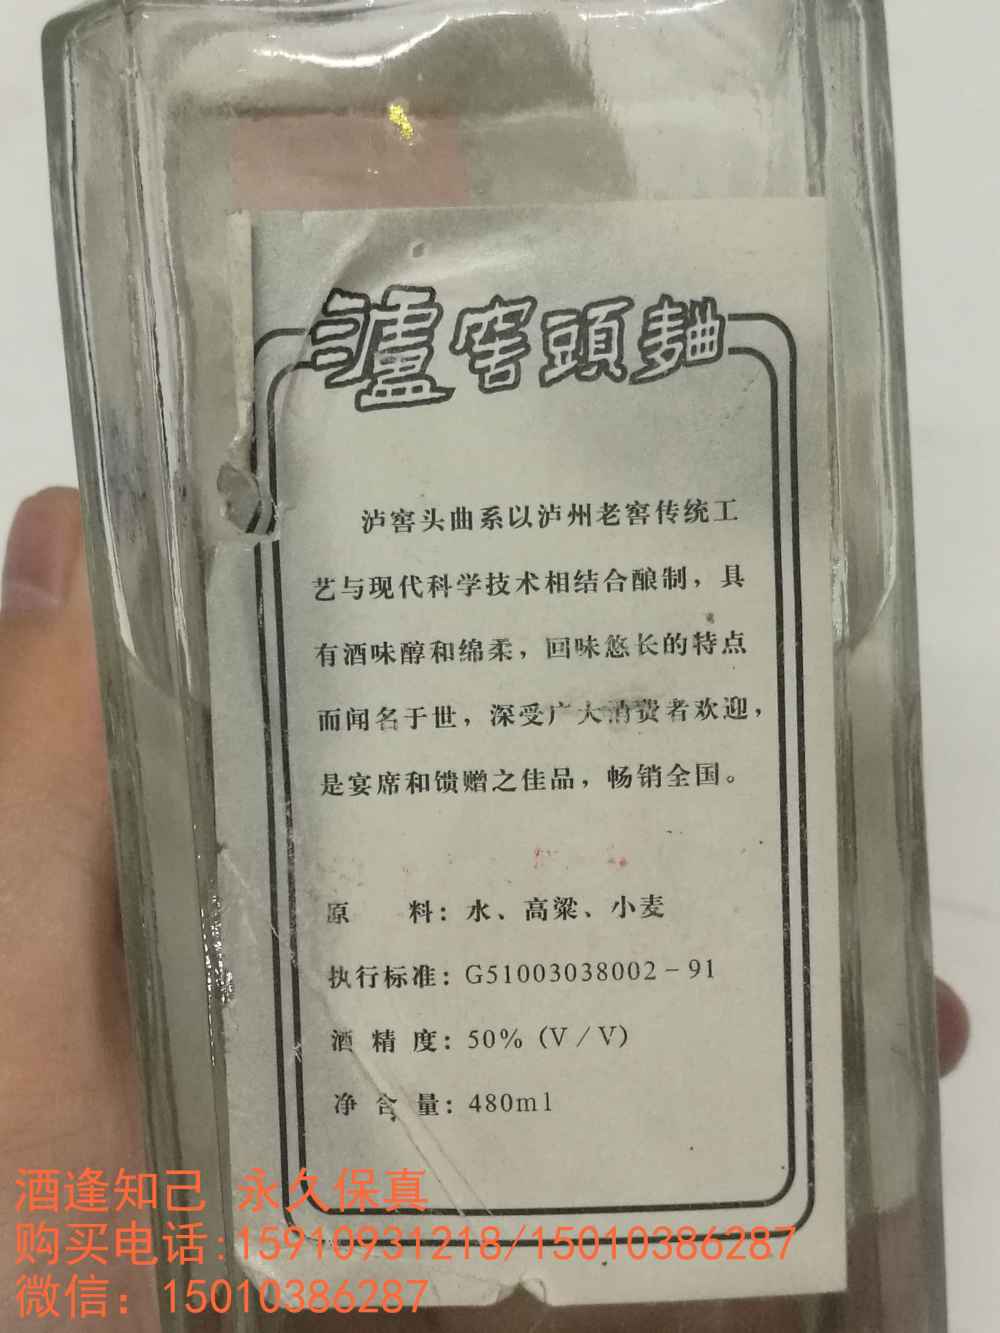 瀘窖頭麯
泸窖头曲系以泸州老窖传统工
艺与现代科学技术相结合酿制，具
有酒味醇和绵柔，回味悠长的特点
而闻名于世，深受广大消费者欢迎，
是宴席和馈赠之佳品，畅销全国。
原 料：水、高粱、小麦
执行标准：G51003038002-91
酒 精 度：50%（V/V）
净 含 量：480ml
酒逢知己 永久保真
购买电话:15910931218/15010386287
微信：15010386287